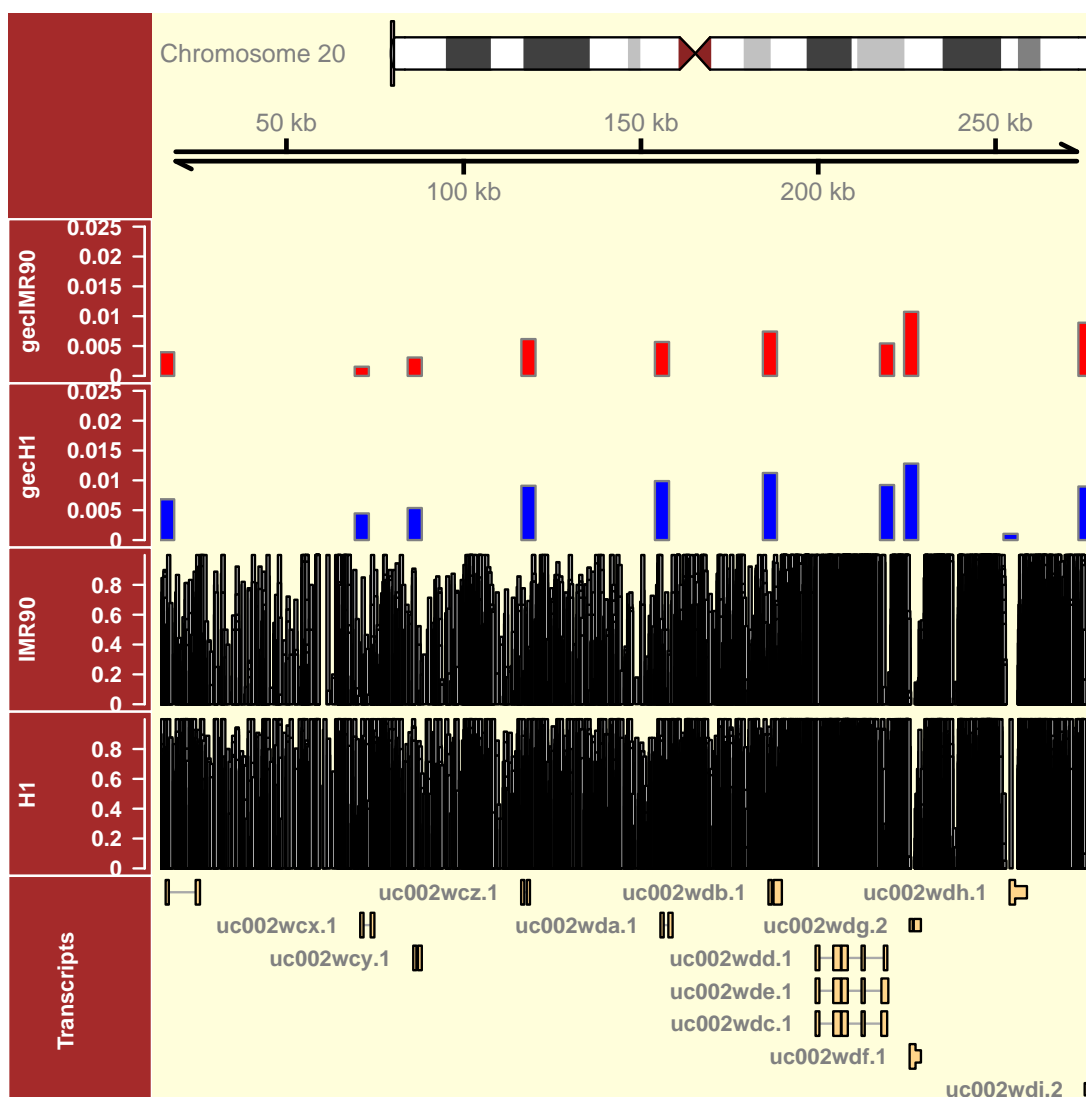 Chromosome 20
50 kb 150 kb 250 kb
100 kb 200 kb
gecIMR90
0.025
0.02
0.015
0.01
0.005
0
gecH1
0.025
0.02
0.015
0.01
0.005
0
IMR90
0.8
0.6
0.4
0.2
0
H1
0.8
0.6
0.4
0.2
0
Transcripts
uc002wcz.1 uc002wdb.1 uc002wdh.1
uc002wcx.1 uc002wda.1 uc002wdg.2
uc002wcy.1 uc002wdd.1
uc002wde.1
uc002wdc.1
uc002wdf.1
uc002wdi.2